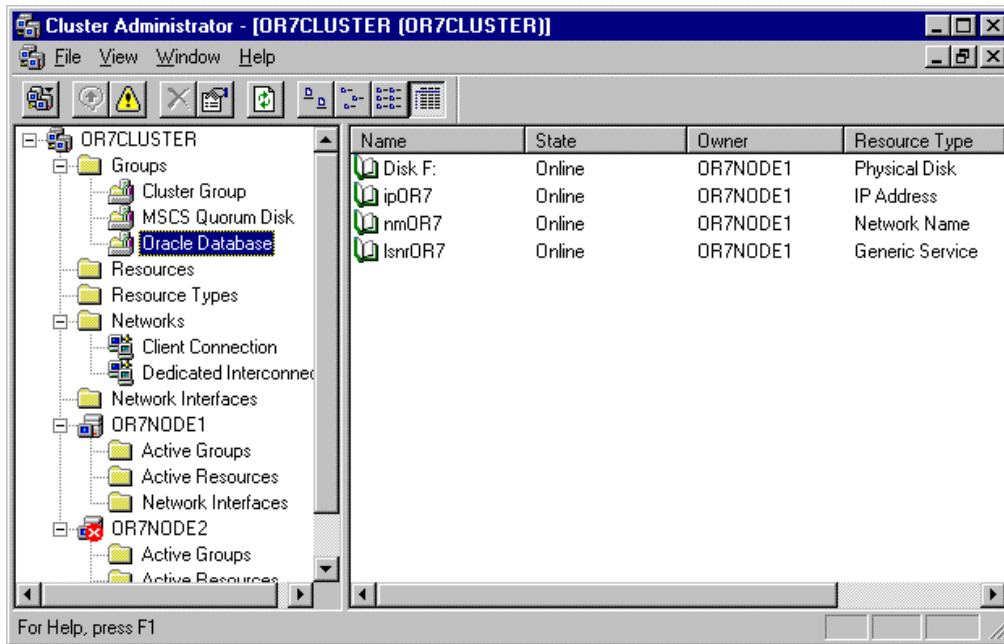 Cluster Administrator - [OR7CLUSTER (OR7CLUSTER)]
File View Window Help
OR7CLUSTER
Groups
Cluster Group
MSCS Quorum Disk
Oracle Database
Resources
Resource Types
Networks
Client Connection
Dedicated Interconnec
Network Interfaces
OR7NODE1
Active Groups
Active Resources
Network Interfaces
OR7NODE2
Active Groups
Active Resources
Name State Owner Resource Type
Disk F: Online OR7NODE1 Physical Disk
ipOR7 Online OR7NODE1 IP Address
nmOR7 Online OR7NODE1 Network Name
lsnrOR7 Online OR7NODE1 Generic Service
For Help, press F1